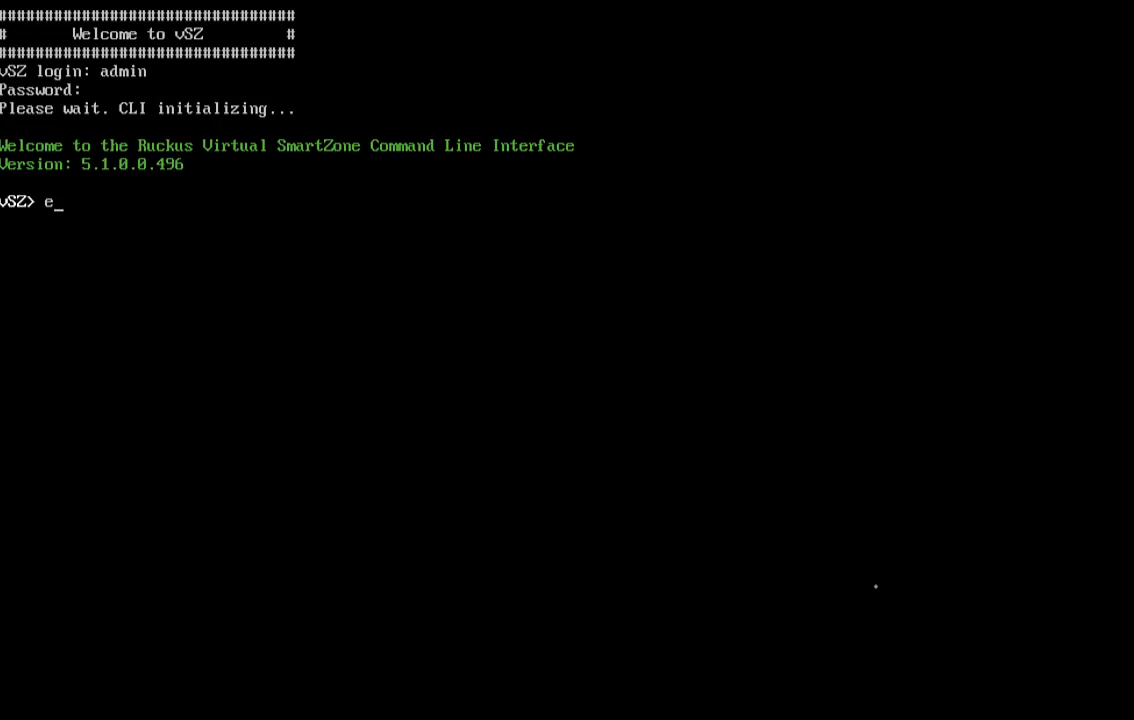 ################################
#       Welcome to vSZ         #
################################
vSZ login: admin
Password:
Please wait. CLI initializing...
Welcome to the Ruckus Virtual SmartZone Command Line Interface
Version: 5.1.0.0.496
vSZ> e_